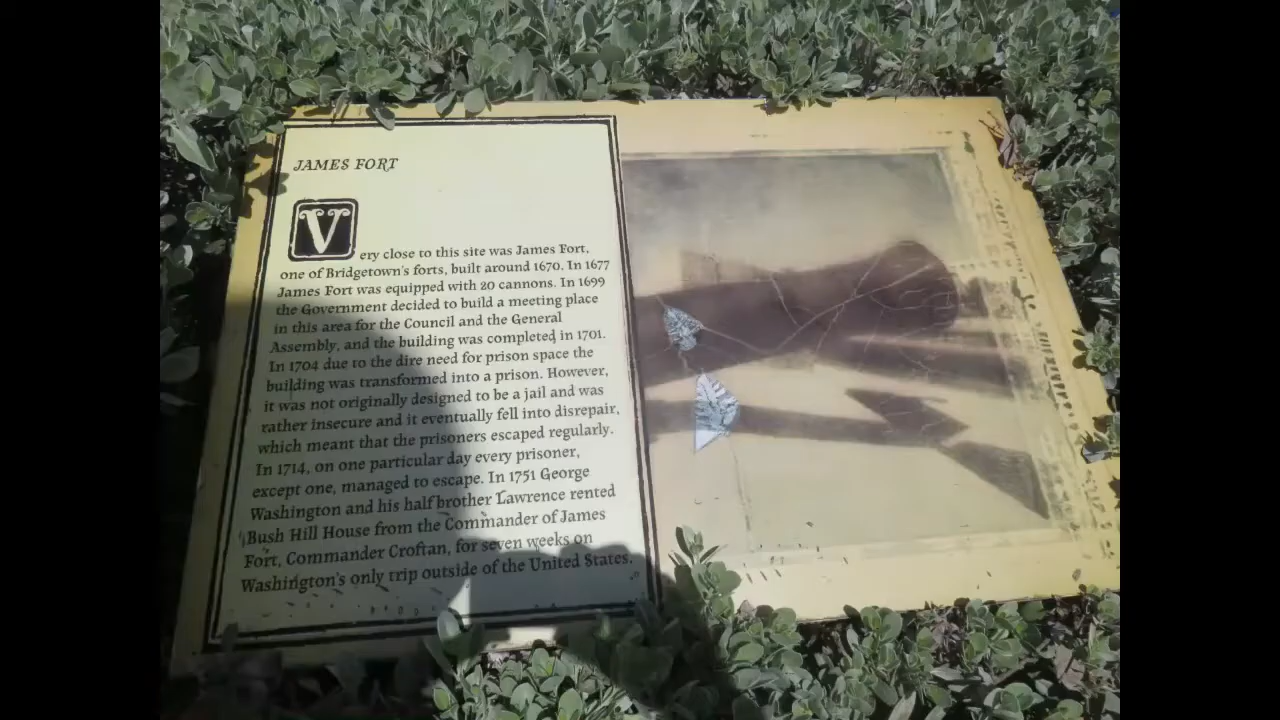 JAMES FORT
Very close to this site was James Fort,
one of Bridgetown's forts, built around 1670. In 1677
James Fort was equipped with 20 cannons. In 1699
the Government decided to build a meeting place
in this area for the Council and the General
Assembly, and the building was completed in 1701.
In 1704 due to the dire need for prison space the
building was transformed into a prison. However,
it was not originally designed to be a jail and was
rather insecure and it eventually fell into disrepair,
which meant that the prisoners escaped regularly.
In 1714, on one particular day every prisoner,
except one, managed to escape. In 1751 George
Washington and his half brother Lawrence rented
Bush Hill House from the Commander of James
Fort, Commander Croftan, for seven weeks on
Washington's only trip outside of the United States.